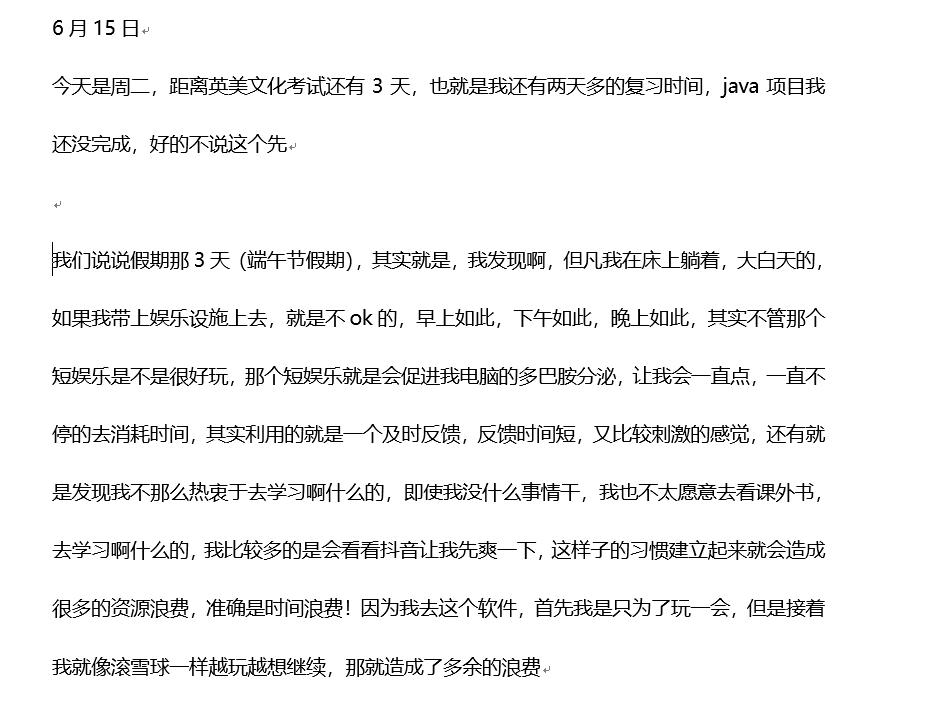 6 月 15 日
今天是周二，距离英美文化考试还有 3 天，也就是我还有两天多的复习时间，java 项目我
还没完成，好的不说这个先
我们说说假期那 3 天（端午节假期），其实就是，我发现啊，但凡我在床上躺着，大白天的，
如果我带上娱乐设施上去，就是不 ok 的，早上如此，下午如此，晚上如此，其实不管那个
短娱乐是不是很好玩，那个短娱乐就是会促进我电脑的多巴胺分泌，让我会一直点，一直不
停的去消耗时间，其实利用的就是一个及时反馈，反馈时间短，又比较刺激的感觉，还有就
是发现我不那么热衷于去学习啊什么的，即使我没什么事情干，我也不太愿意去看课外书，
去学习啊什么的，我比较多的是会看看抖音让我先爽一下，这样子的习惯建立起来就会造成
很多的资源浪费，准确是时间浪费！因为我去这个软件，首先我是只为了玩一会，但是接着
我就像滚雪球一样越玩越想继续，那就造成了多余的浪费